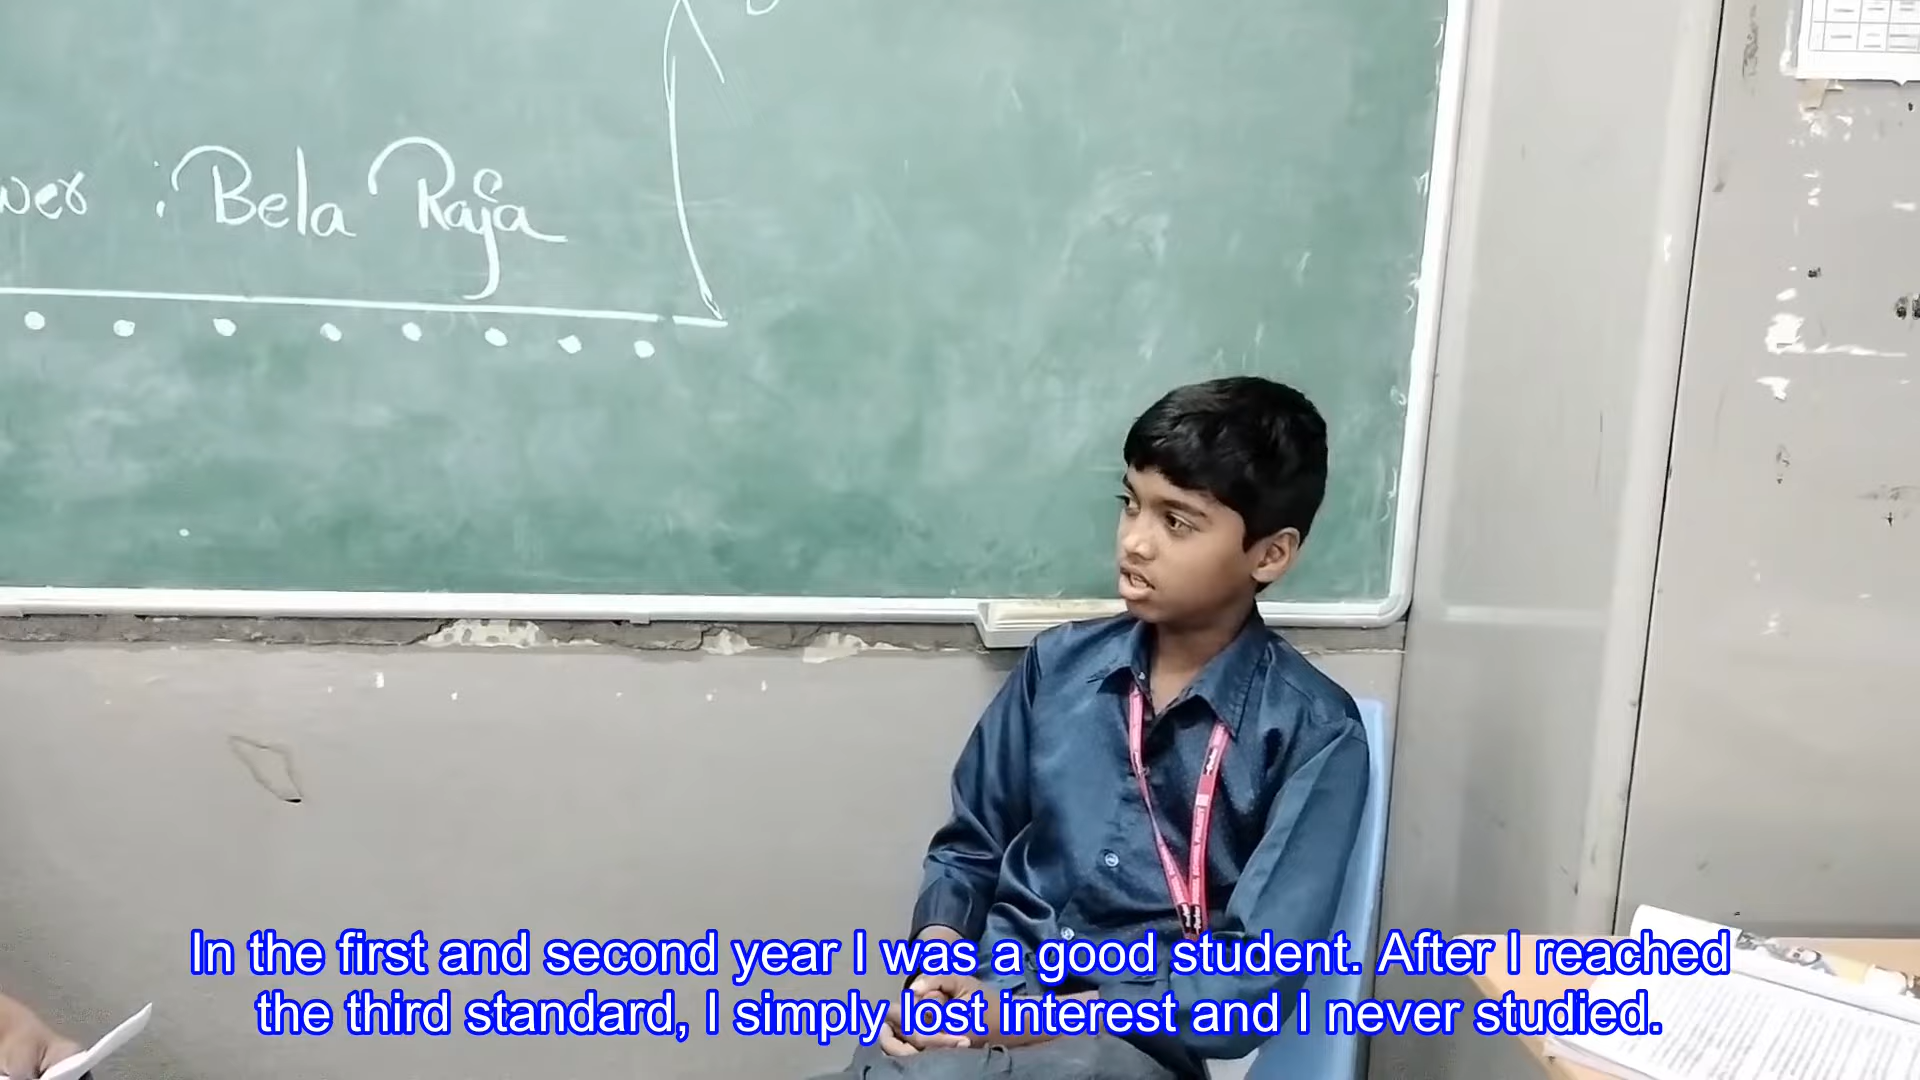 : Bela Raja
In the first and second year I was a good student. After I reached
the third standard, I simply lost interest and I never studied.